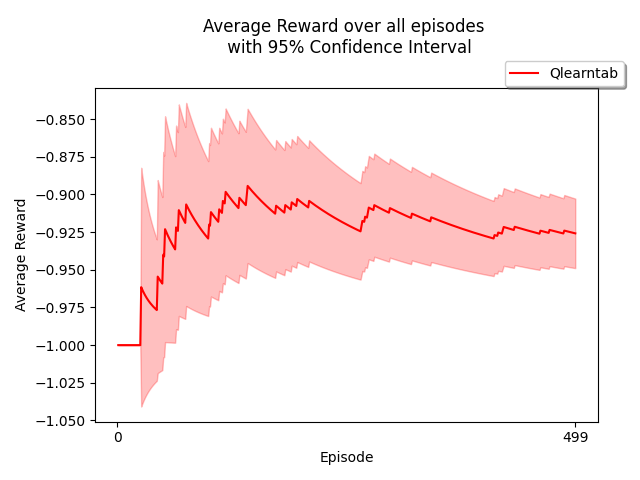 Average Reward over all episodes
with 95% Confidence Interval
Qlearntab
−0.850
−0.875
−0.900
−0.925
−0.950
−0.975
−1.000
−1.025
−1.050
Average Reward
0
499
Episode